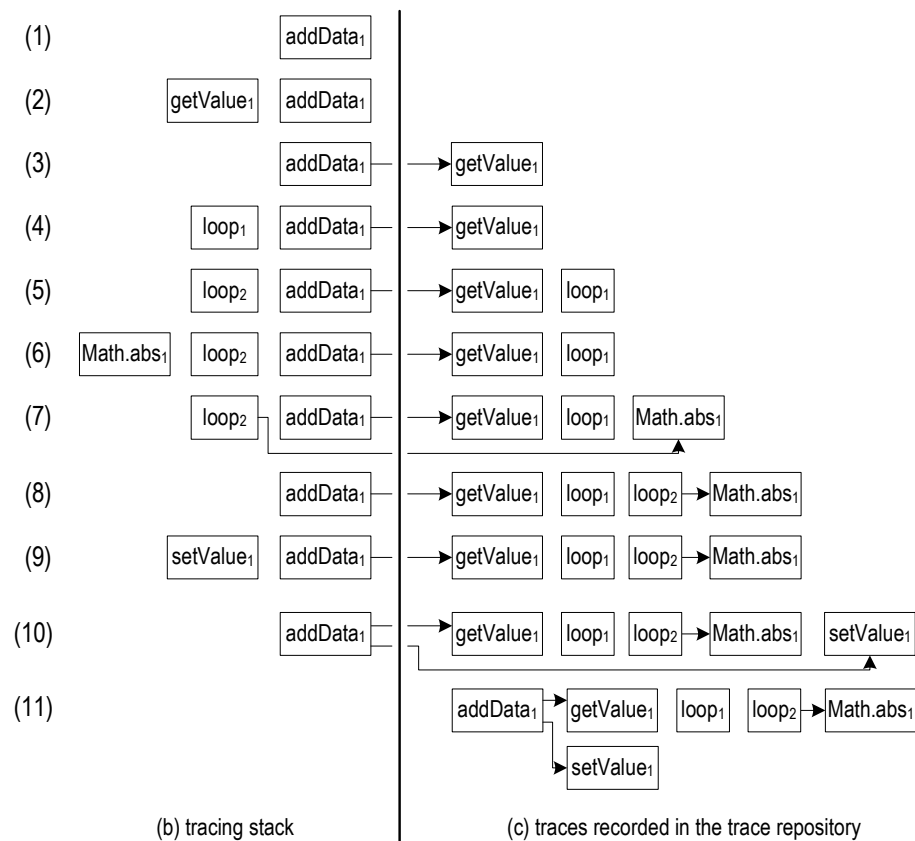 (1) addData₁
(2) getValue₁ addData₁
(3) addData₁ getValue₁
(4) loop₁ addData₁ getValue₁
(5) loop₂ addData₁ getValue₁ loop₁
(6) Math.abs₁ loop₂ addData₁ getValue₁ loop₁
(7) loop₂ addData₁ getValue₁ loop₁ Math.abs₁
(8) addData₁ getValue₁ loop₁ loop₂ Math.abs₁
(9) setValue₁ addData₁ getValue₁ loop₁ loop₂ Math.abs₁
(10) addData₁ getValue₁ loop₁ loop₂ Math.abs₁ setValue₁
(11) addData₁ getValue₁ loop₁ loop₂ Math.abs₁
setValue₁
(b) tracing stack (c) traces recorded in the trace repository